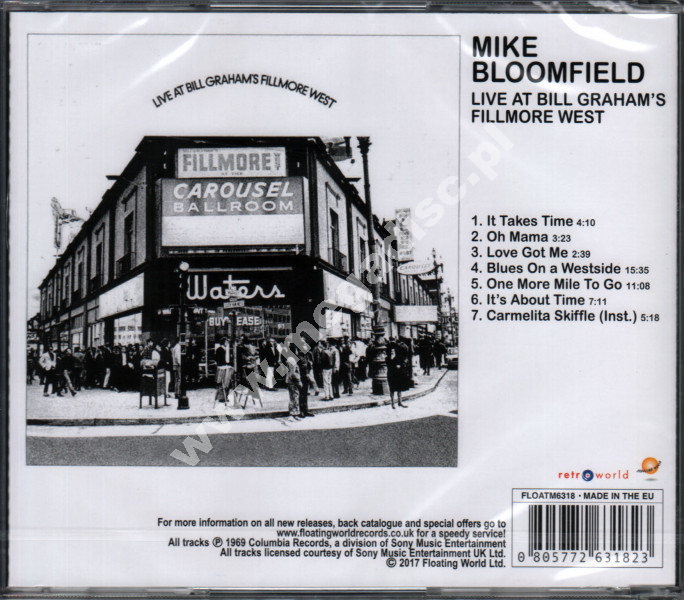 LIVE AT BILL GRAHAM'S FILLMORE WEST
FILLMORE WEST
AT THE
CAROUSEL
BALLROOM
Waters
BUY
LEASE
MIKE
BLOOMFIELD
LIVE AT BILL GRAHAM'S
FILLMORE WEST
1. It Takes Time 4:10
2. Oh Mama 3:23
3. Love Got Me 2:39
4. Blues On a Westside 15:35
5. One More Mile To Go 11:08
6. It's About Time 7:11
7. Carmelita Skiffle (Inst.) 5:18
retroworld
FLOATM6318 • MADE IN THE EU
0 805772 631823
For more information on all new releases, back catalogue and special offers go to
www.floatingworldrecords.co.uk for a speedy service!
All tracks Ⓟ 1969 Columbia Records, a division of Sony Music Entertainment
All tracks licensed courtesy of Sony Music Entertainment UK Ltd.
© 2017 Floating World Ltd.